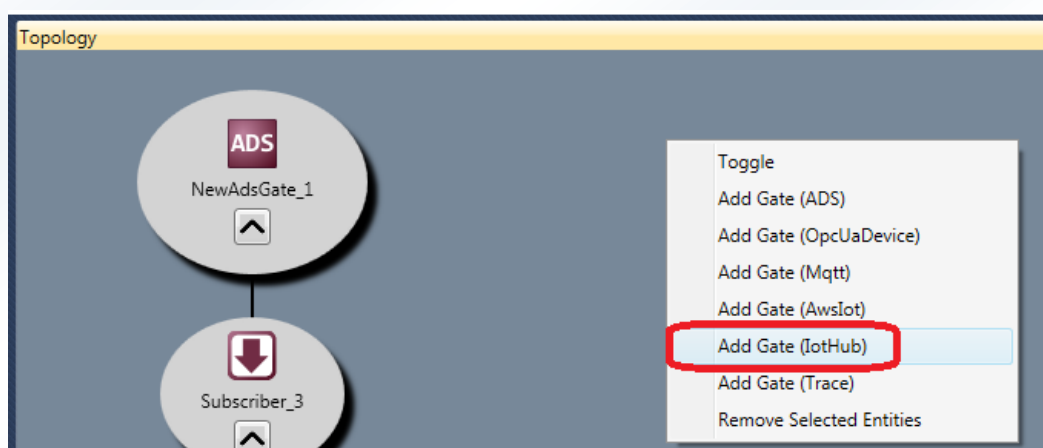 Topology
ADS
NewAdsGate_1
Subscriber_3
Toggle
Add Gate (ADS)
Add Gate (OpcUaDevice)
Add Gate (Mqtt)
Add Gate (AwsIot)
Add Gate (IotHub)
Add Gate (Trace)
Remove Selected Entities